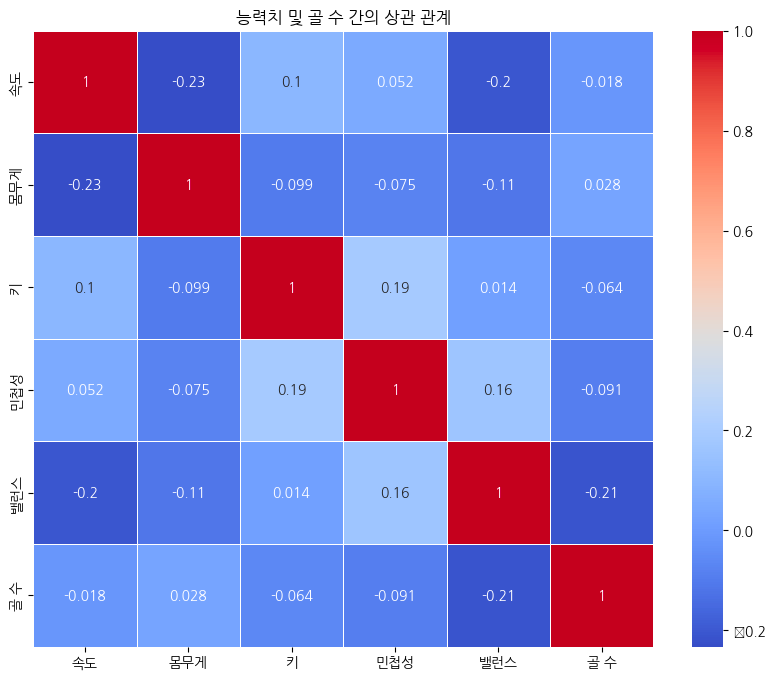 능력치 및 골 수 간의 상관 관계
속도 1 -0.23 0.1 0.052 -0.2 -0.018
몸무게 -0.23 1 -0.099 -0.075 -0.11 0.028
키 0.1 -0.099 1 0.19 0.014 -0.064
민첩성 0.052 -0.075 0.19 1 0.16 -0.091
밸런스 -0.2 -0.11 0.014 0.16 1 -0.21
골 수 -0.018 0.028 -0.064 -0.091 -0.21 1
속도 몸무게 키 민첩성 밸런스 골 수
1.0
0.8
0.6
0.4
0.2
0.0
0.2